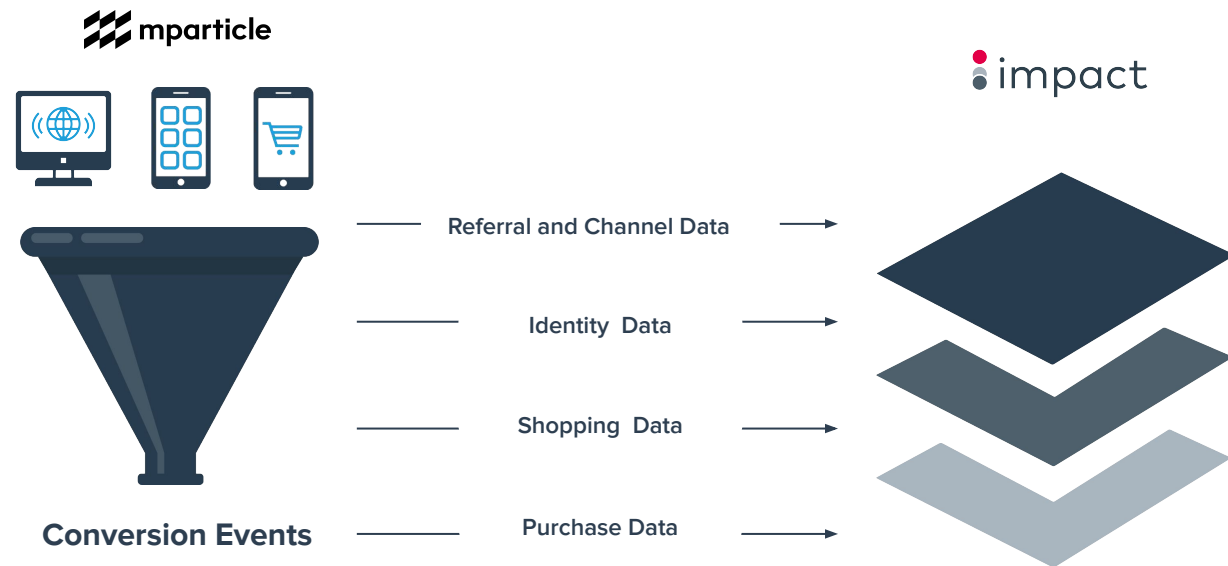 mparticle
impact
Referral and Channel Data
Identity Data
Shopping Data
Purchase Data
Conversion Events